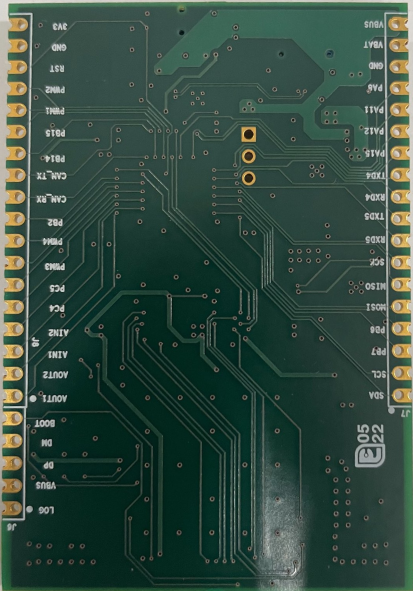 3V3
GND
RST
PWM2
PWM1
PB15
PB14
CAN_TX
CAN_RX
PB2
PWM4
PWM3
PC5
PC4
AIN2
AIN1
AOUT2
AOUT1
J8
BOOT
DM
DP
VBUS
LOG
J6
VBUS
VBAT
GND
PA8
PA11
PA12
PA15
TXD4
RXD4
TXD5
RXD5
SCK
MISO
MOSI
PB6
PB7
SCL
SDA
J7
05
22